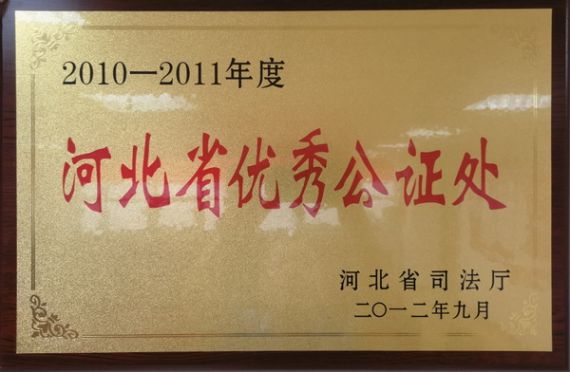 2010—2011年度
河北省优秀公证处
河北省司法厅
二〇一二年九月